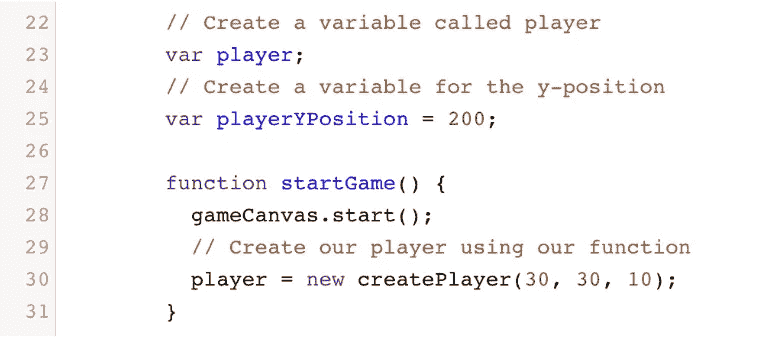 22 // Create a variable called player
23 var player;
24 // Create a variable for the y-position
25 var playerYPosition = 200;
26
27 function startGame() {
28 gameCanvas.start();
29 // Create our player using our function
30 player = new createPlayer(30, 30, 10);
31 }